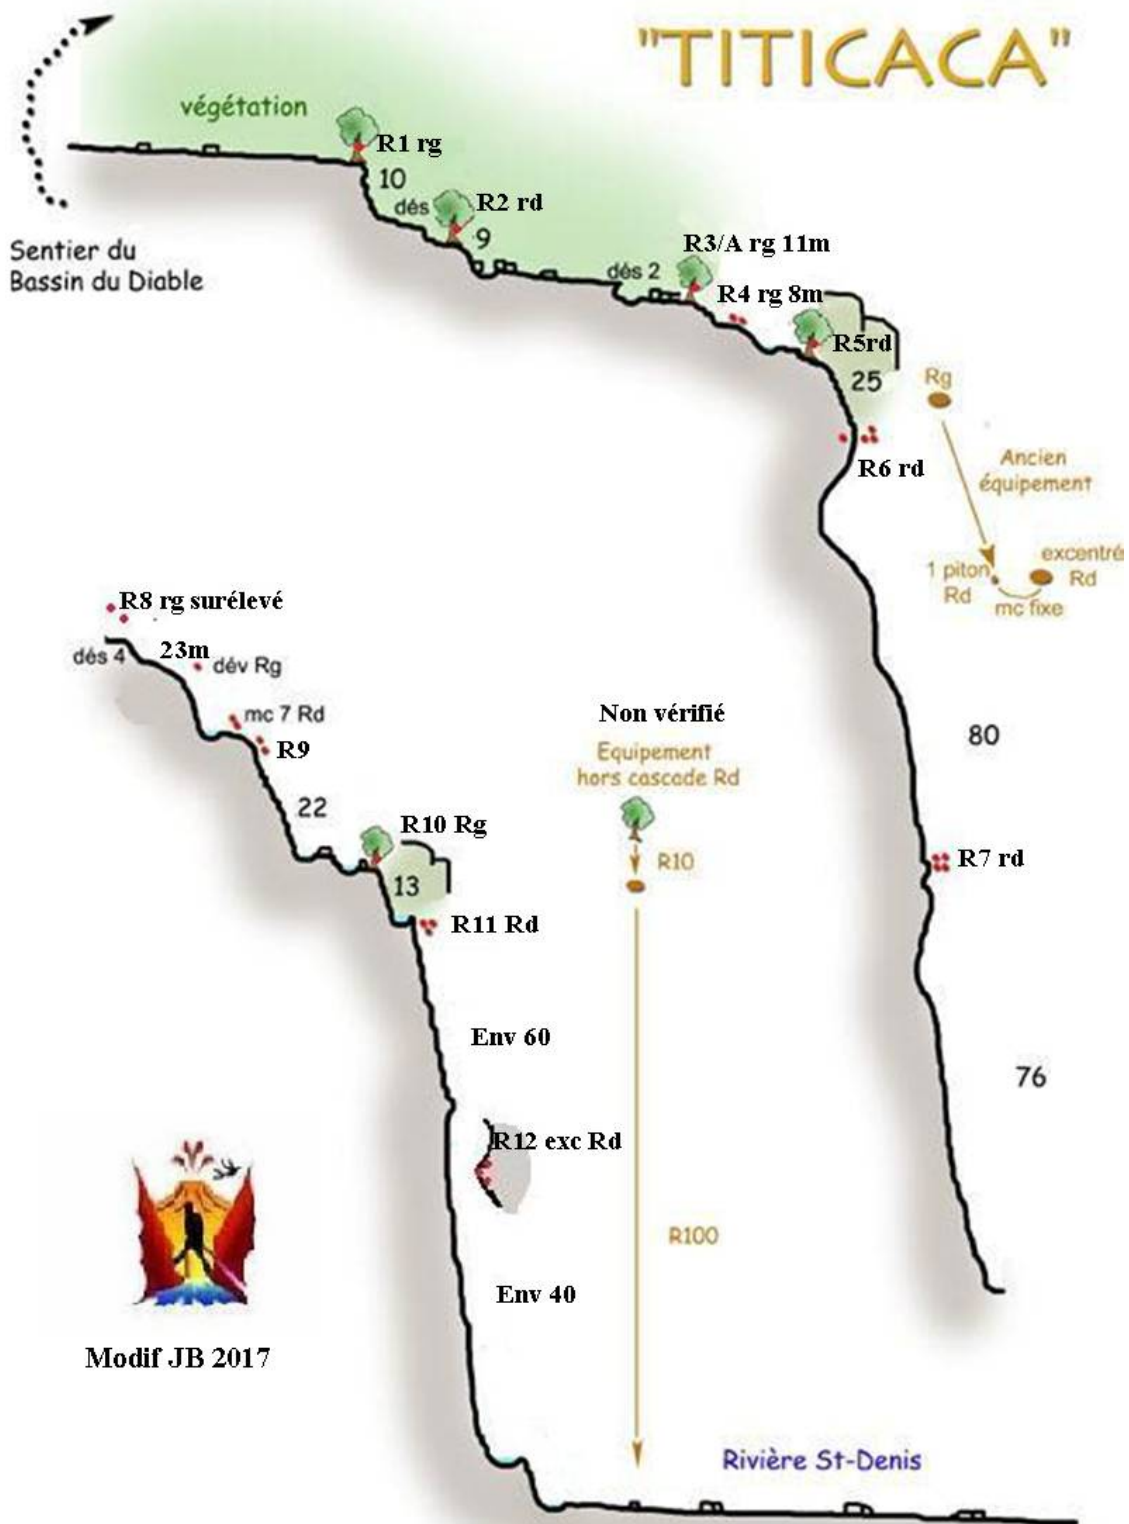 "TITICACA"
végétation
R1 rg
10
dés
R2 rd
9
Sentier du
Bassin du Diable
R3/A rg 11m
dés 2
R4 rg 8m
R5rd
25
Rg
R6 rd
Ancien
équipement
1 piton
Rd
excentré
Rd
mc fixe
R8 rg surélevé
dés 4
23m
dév Rg
mc 7 Rd
R9
22
Non vérifié
Equipement
hors cascade Rd
80
R10 Rg
R10
R7 rd
13
R11 Rd
Env 60
76
R12 exc Rd
R100
Env 40
Modif JB 2017
Rivière St-Denis